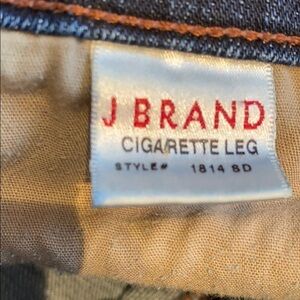 J BRAND
CIGARETTE LEG
STYLE# 1814 SD